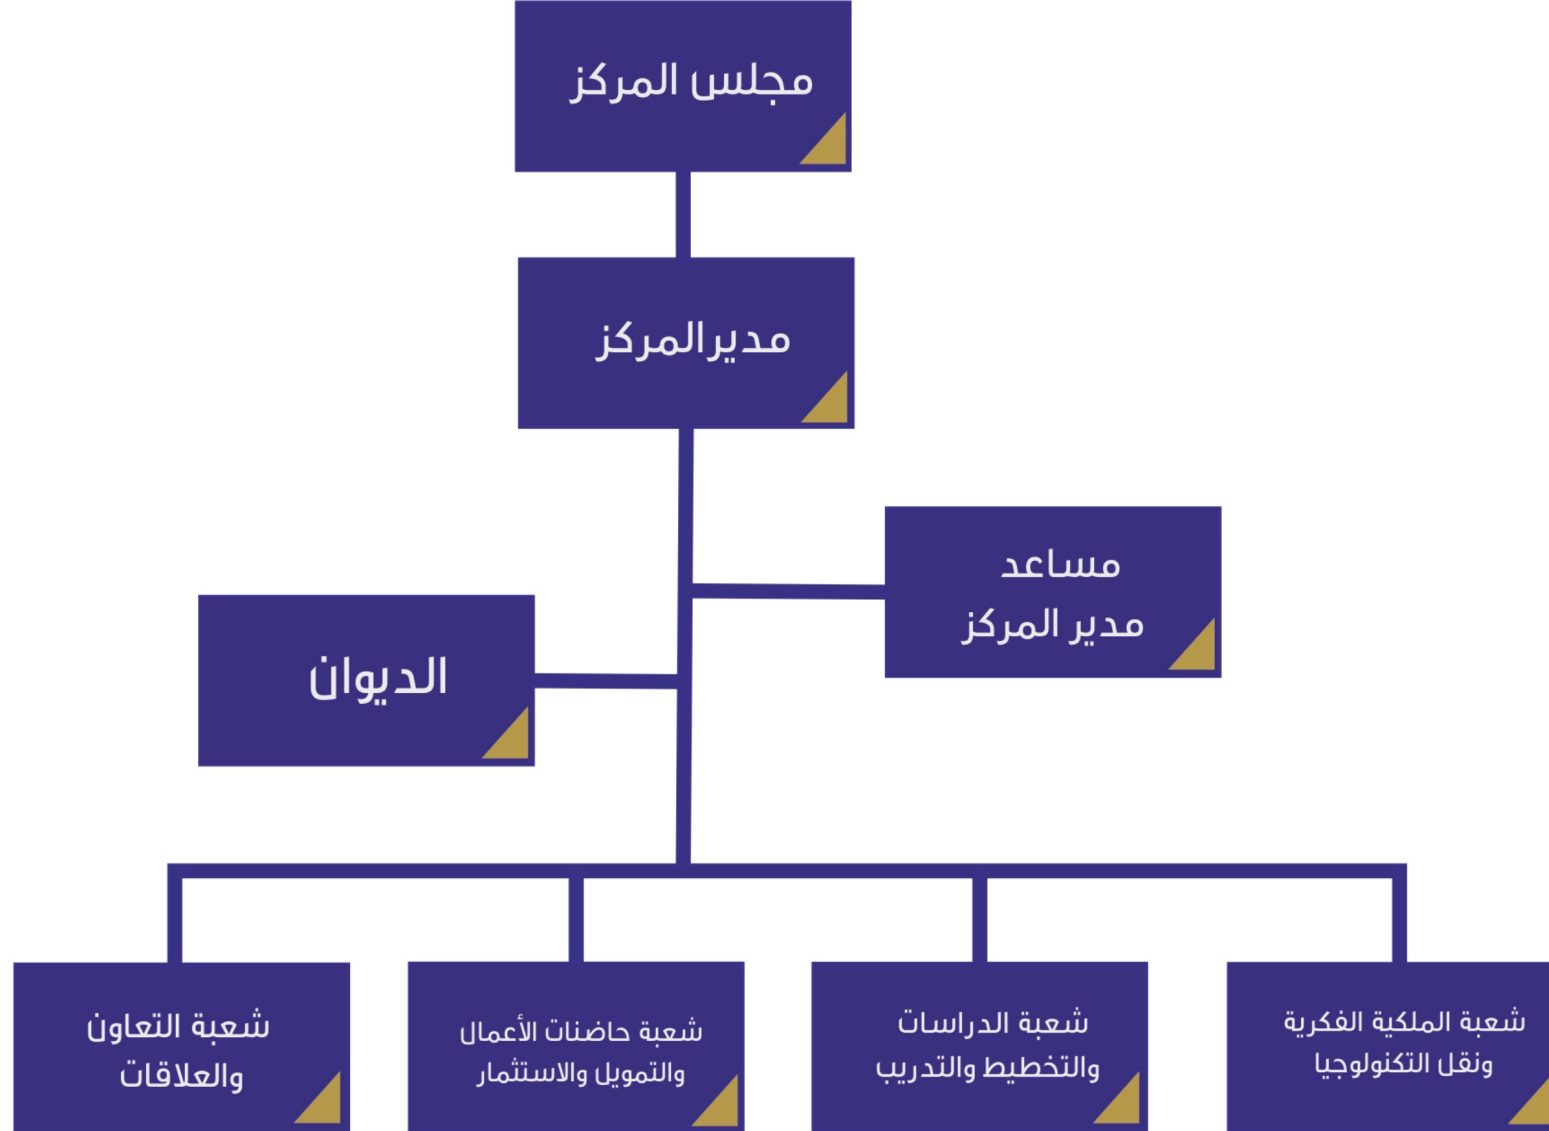 مجلس المركز
مديرالمركز
مساعد
مدير المركز
الديوان
شعبة الملكية الفكرية
ونقل التكنولوجيا
شعبة الدراسات
والتخطيط والتدريب
شعبة حاضنات الأعمال
والتمويل والاستثمار
شعبة التعاون
والعلاقات